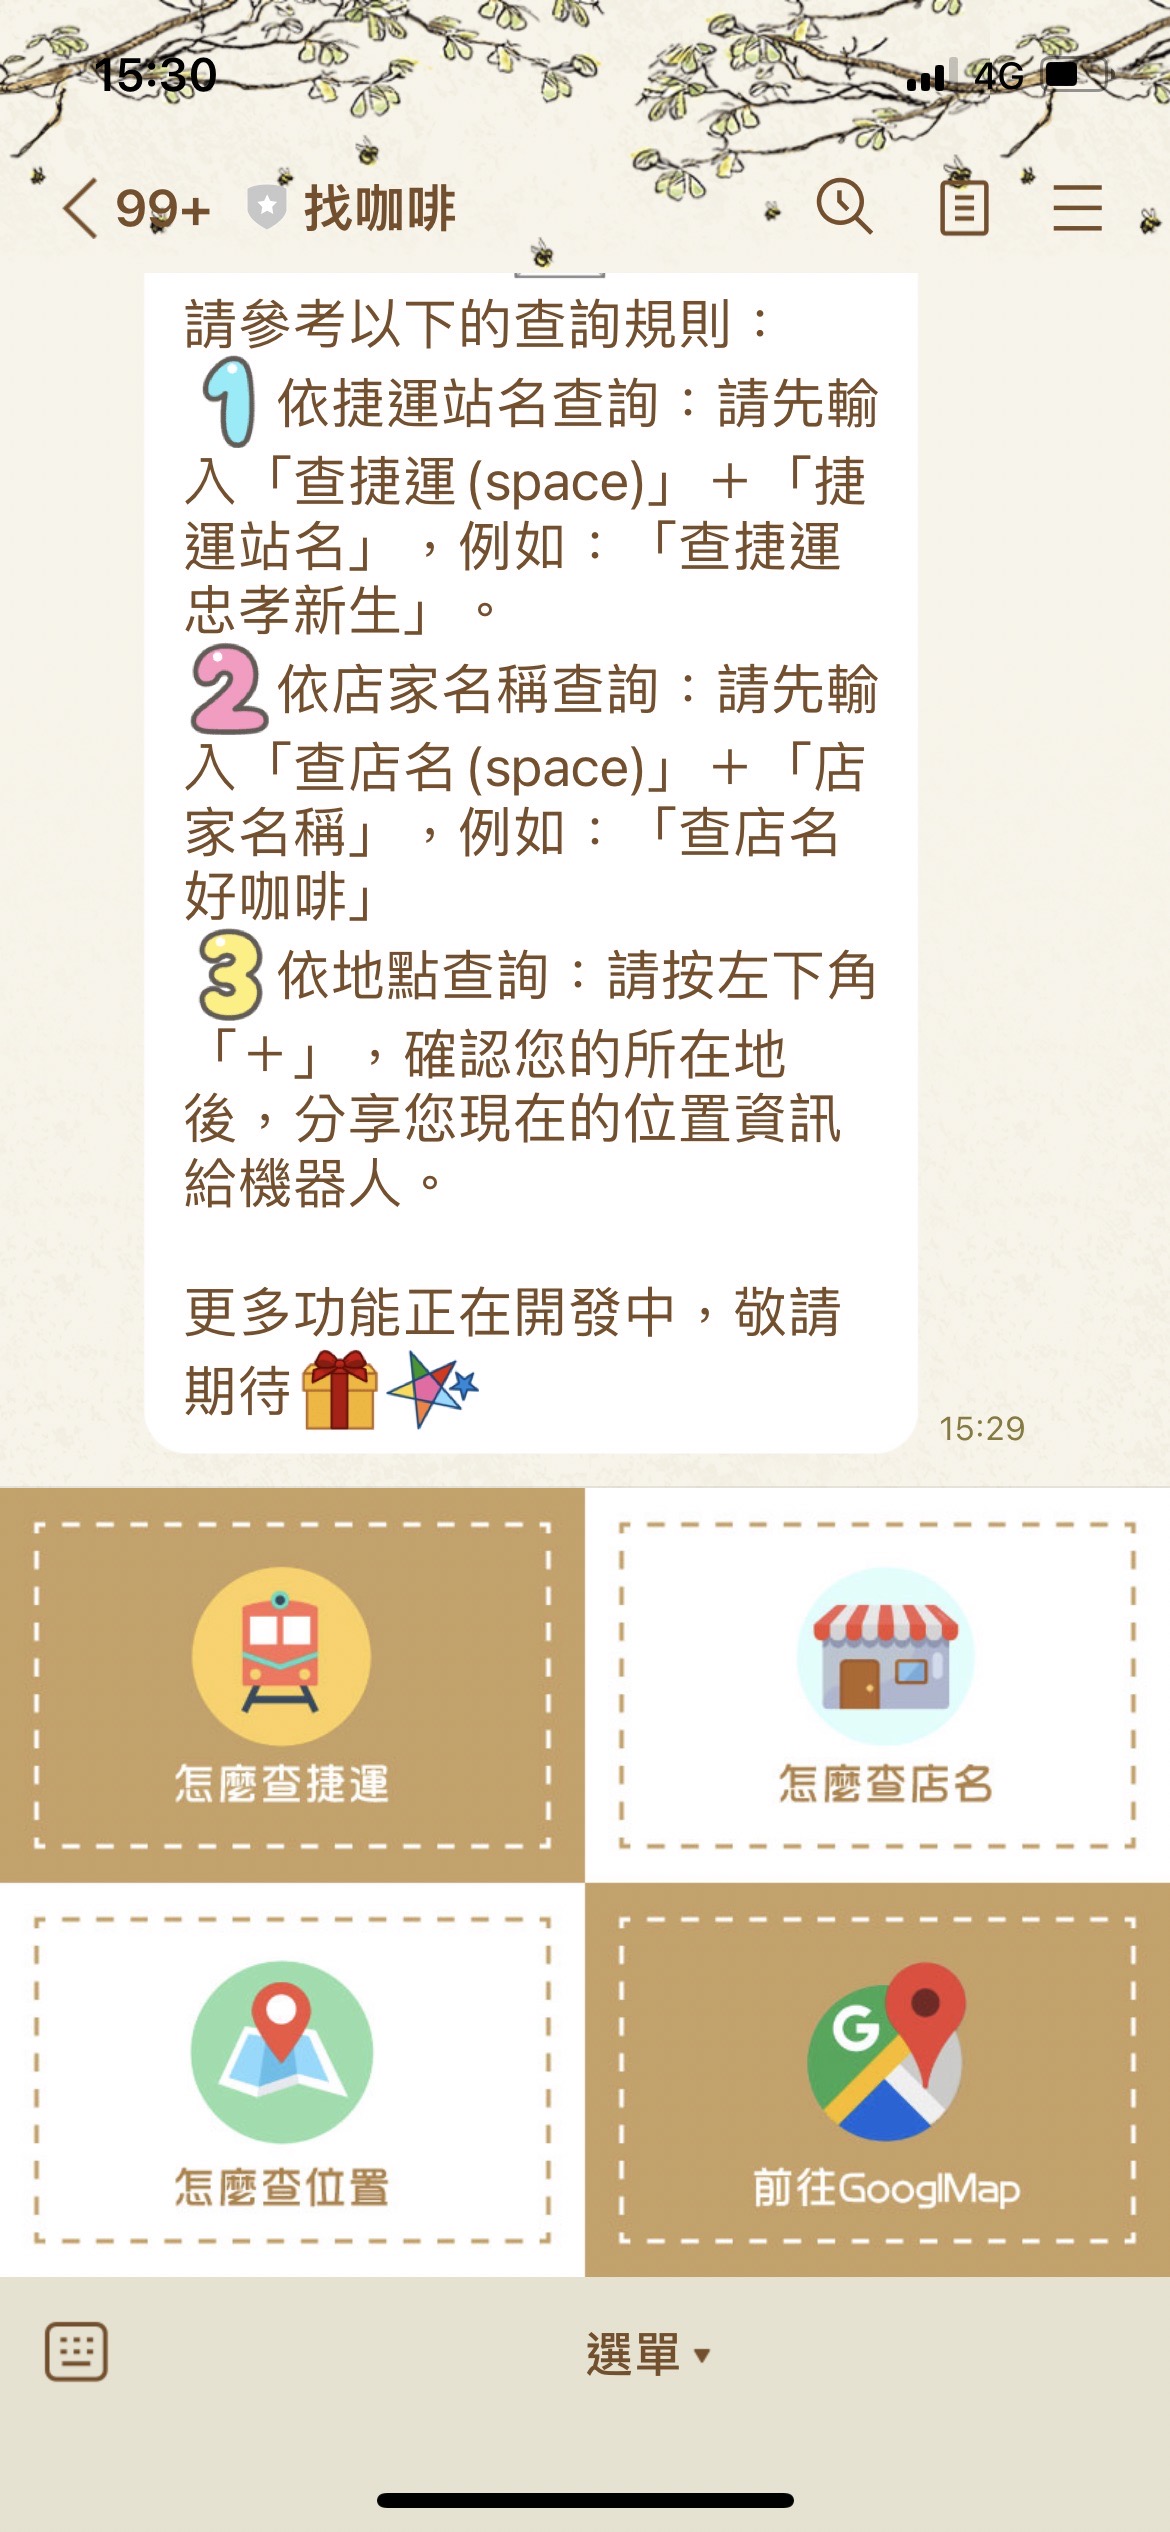 15:30
4G
99+ 找咖啡
請參考以下的查詢規則：
1依捷運站名查詢：請先輸
入「查捷運(space)」＋「捷
運站名」，例如：「查捷運
忠孝新生」。
2依店家名稱查詢：請先輸
入「查店名(space)」＋「店
家名稱」，例如：「查店名
好咖啡」
3依地點查詢：請按左下角
「＋」，確認您的所在地
後，分享您現在的位置資訊
給機器人。
更多功能正在開發中，敬請
期待
15:29
怎麼查捷運
怎麼查店名
怎麼查位置
G
前往GooglMap
選單